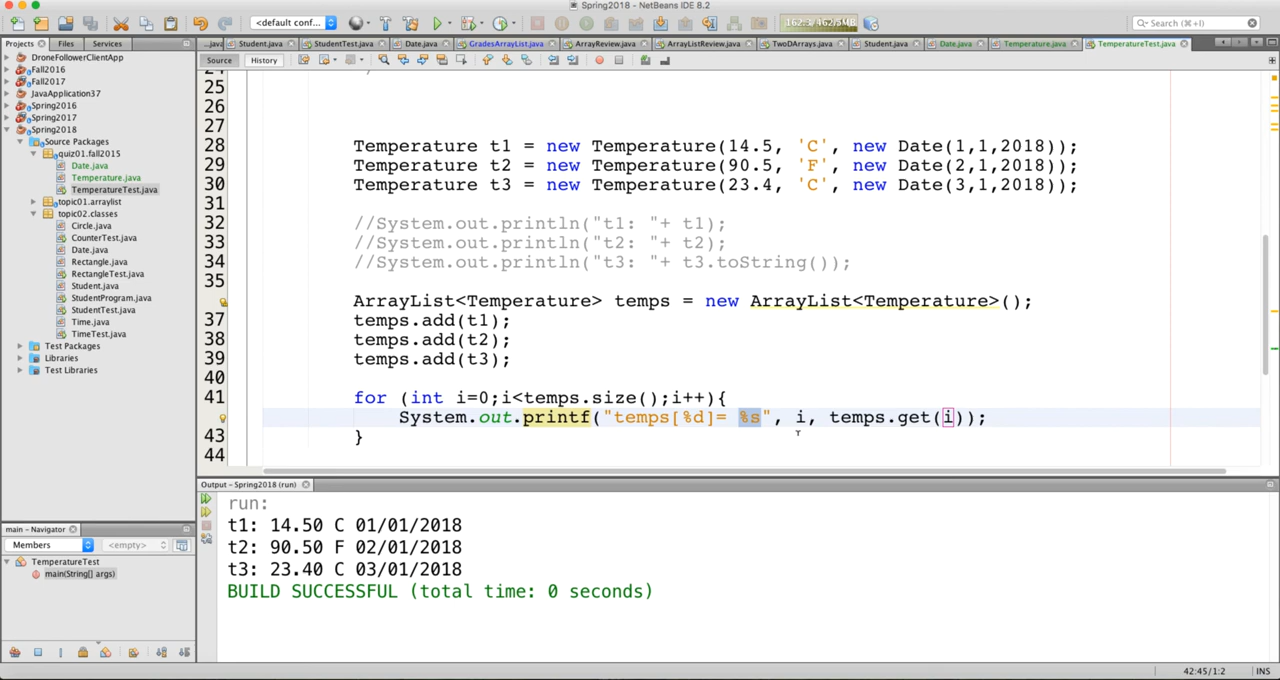 Spring2018 - NetBeans IDE 8.2
<default conf...
162.1/462.5MB
Search (⌘+I)
Projects
Files
Services
...java
Student.java
StudentTest.java
Date.java
GradesArrayList.java
ArrayReview.java
ArrayListReview.java
TwoDArrays.java
Student.java
Date.java
Temperature.java
TemperatureTest.java
Source
History
DroneFollowerClientApp
Fall2016
Fall2017
JavaApplication37
Spring2016
Spring2017
Spring2018
Source Packages
quiz01.fall2015
Date.java
Temperature.java
TemperatureTest.java
topic01.arraylist
topic02.classes
Circle.java
CounterTest.java
Date.java
Rectangle.java
RectangleTest.java
Student.java
StudentProgram.java
StudentTest.java
Time.java
TimeTest.java
Test Packages
Libraries
Test Libraries
25
26
27
28 Temperature t1 = new Temperature(14.5, 'C', new Date(1,1,2018));
29 Temperature t2 = new Temperature(90.5, 'F', new Date(2,1,2018));
30 Temperature t3 = new Temperature(23.4, 'C', new Date(3,1,2018));
31
32 //System.out.println("t1: "+ t1);
33 //System.out.println("t2: "+ t2);
34 //System.out.println("t3: "+ t3.toString());
35
ArrayList<Temperature> temps = new ArrayList<Temperature>();
37 temps.add(t1);
38 temps.add(t2);
39 temps.add(t3);
40
41 for (int i=0;i<temps.size();i++){
System.out.printf("temps[%d]= %s", i, temps.get(i));
43 }
44
Output - Spring2018 (run)
run:
t1: 14.50 C 01/01/2018
t2: 90.50 F 02/01/2018
t3: 23.40 C 03/01/2018
BUILD SUCCESSFUL (total time: 0 seconds)
main - Navigator
Members
<empty>
TemperatureTest
main(String[] args)
42:45/1:2
INS